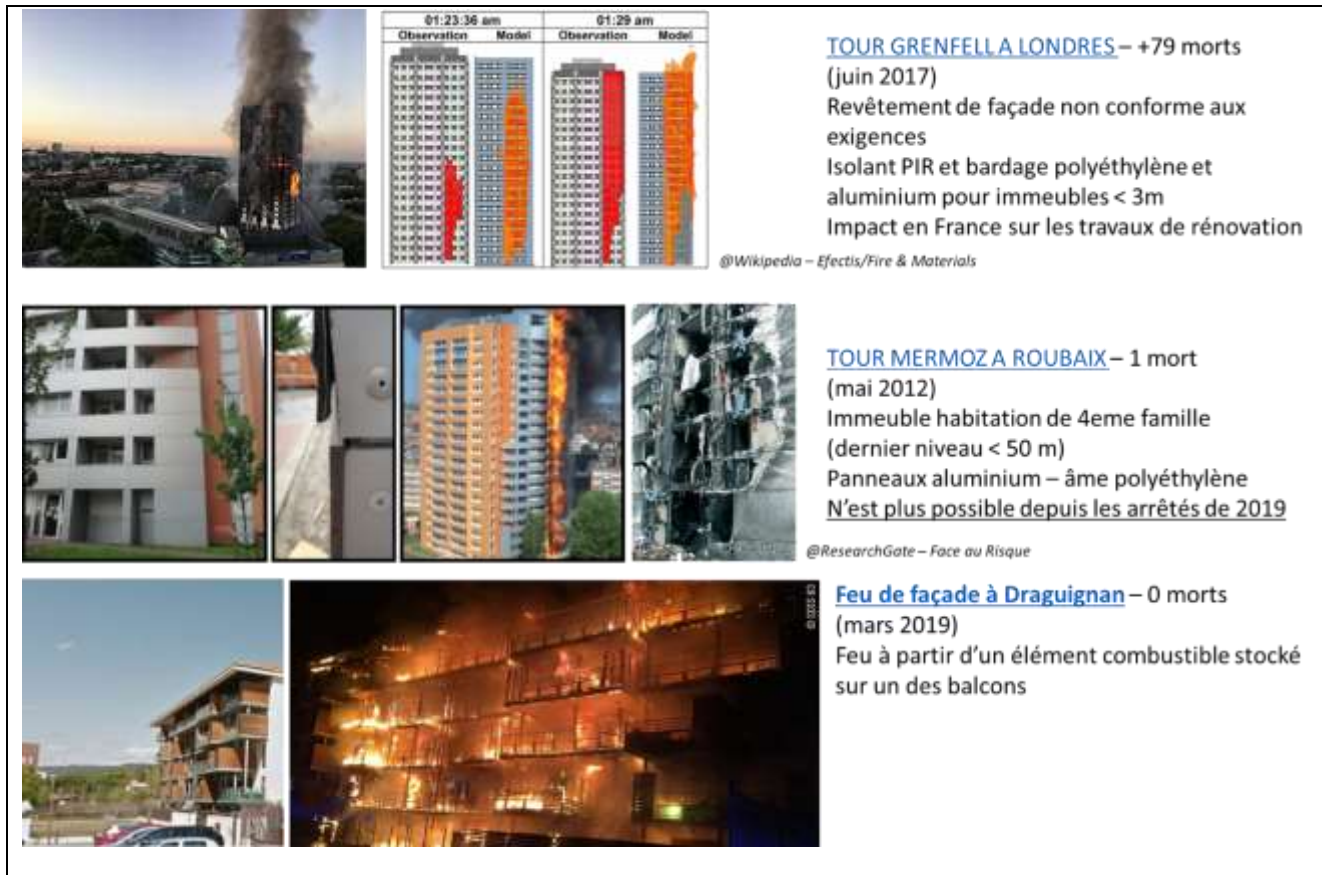 01:23:36 am
01:29 am
Observation Model
Observation Model
TOUR GRENFELL A LONDRES – +79 morts
(juin 2017)
Revêtement de façade non conforme aux
exigences
Isolant PIR et bardage polyéthylène et
aluminium pour immeubles < 3m
Impact en France sur les travaux de rénovation
@Wikipedia – Efectis/Fire & Materials
TOUR MERMOZ A ROUBAIX – 1 mort
(mai 2012)
Immeuble habitation de 4eme famille
(dernier niveau < 50 m)
Panneaux aluminium – âme polyéthylène
N'est plus possible depuis les arrêtés de 2019
@ResearchGate – Face au Risque
Feu de façade à Draguignan – 0 morts
(mars 2019)
Feu à partir d'un élément combustible stocké
sur un des balcons